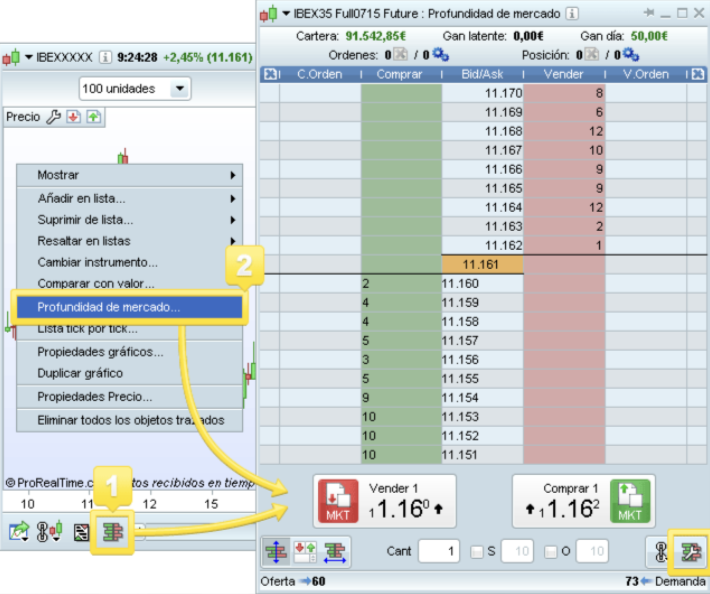 IBEX35 Full0715 Future : Profundidad de mercado
Cartera: 91.542,85€ Gan latente: 0,00€ Gan día: 50,00€
Ordenes: 0 / 0 Posición: 0 / 0
C.Orden Comprar Bid/Ask Vender V.Orden
11.170 8
11.169 6
11.168 12
11.167 10
11.166 9
11.165 9
11.164 12
11.163 2
11.162 1
11.161
2 11.160
4 11.159
4 11.158
5 11.157
3 11.156
5 11.155
9 11.154
10 11.153
10 11.152
10 11.151
Vender 1
MKT
1 1.16⁰
Comprar 1
1 1.16²
MKT
Cant 1 S 10 O 10
Oferta 60
73 Demanda
IBEXXXXX 9:24:28 +2,45% (11.161)
100 unidades
Precio
Mostrar
Añadir en lista...
Suprimir de lista...
Resaltar en listas
Cambiar instrumento...
Comparar con valor...
2
Profundidad de mercado...
Lista tick por tick...
Propiedades gráficos...
Duplicar gráfico
Propiedades Precio...
Eliminar todos los objetos trazados
1
©ProRealTime.c tos recibidos en tiemp
10 11 12 15